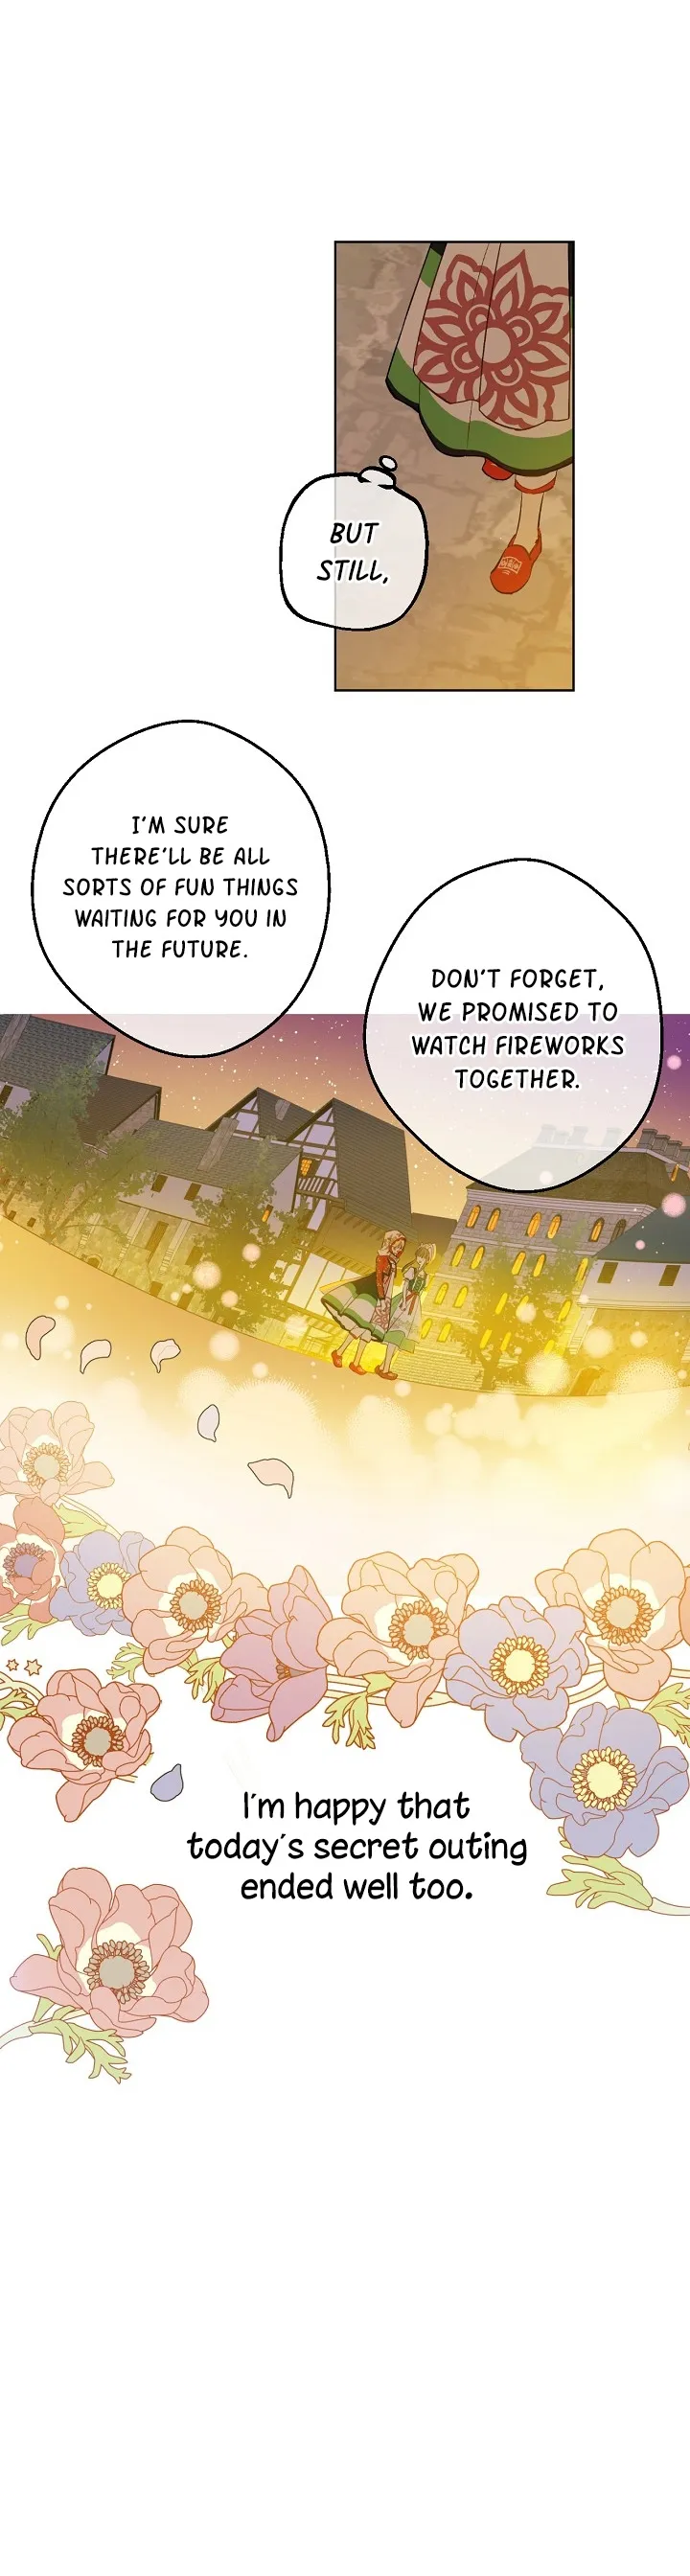 BUT
STILL,
I'M SURE
THERE'LL BE ALL
SORTS OF FUN THINGS
WAITING FOR YOU IN
THE FUTURE.
DON'T FORGET,
WE PROMISED TO
WATCH FIREWORKS
TOGETHER.
I'm happy that
today's secret outing
ended well too.